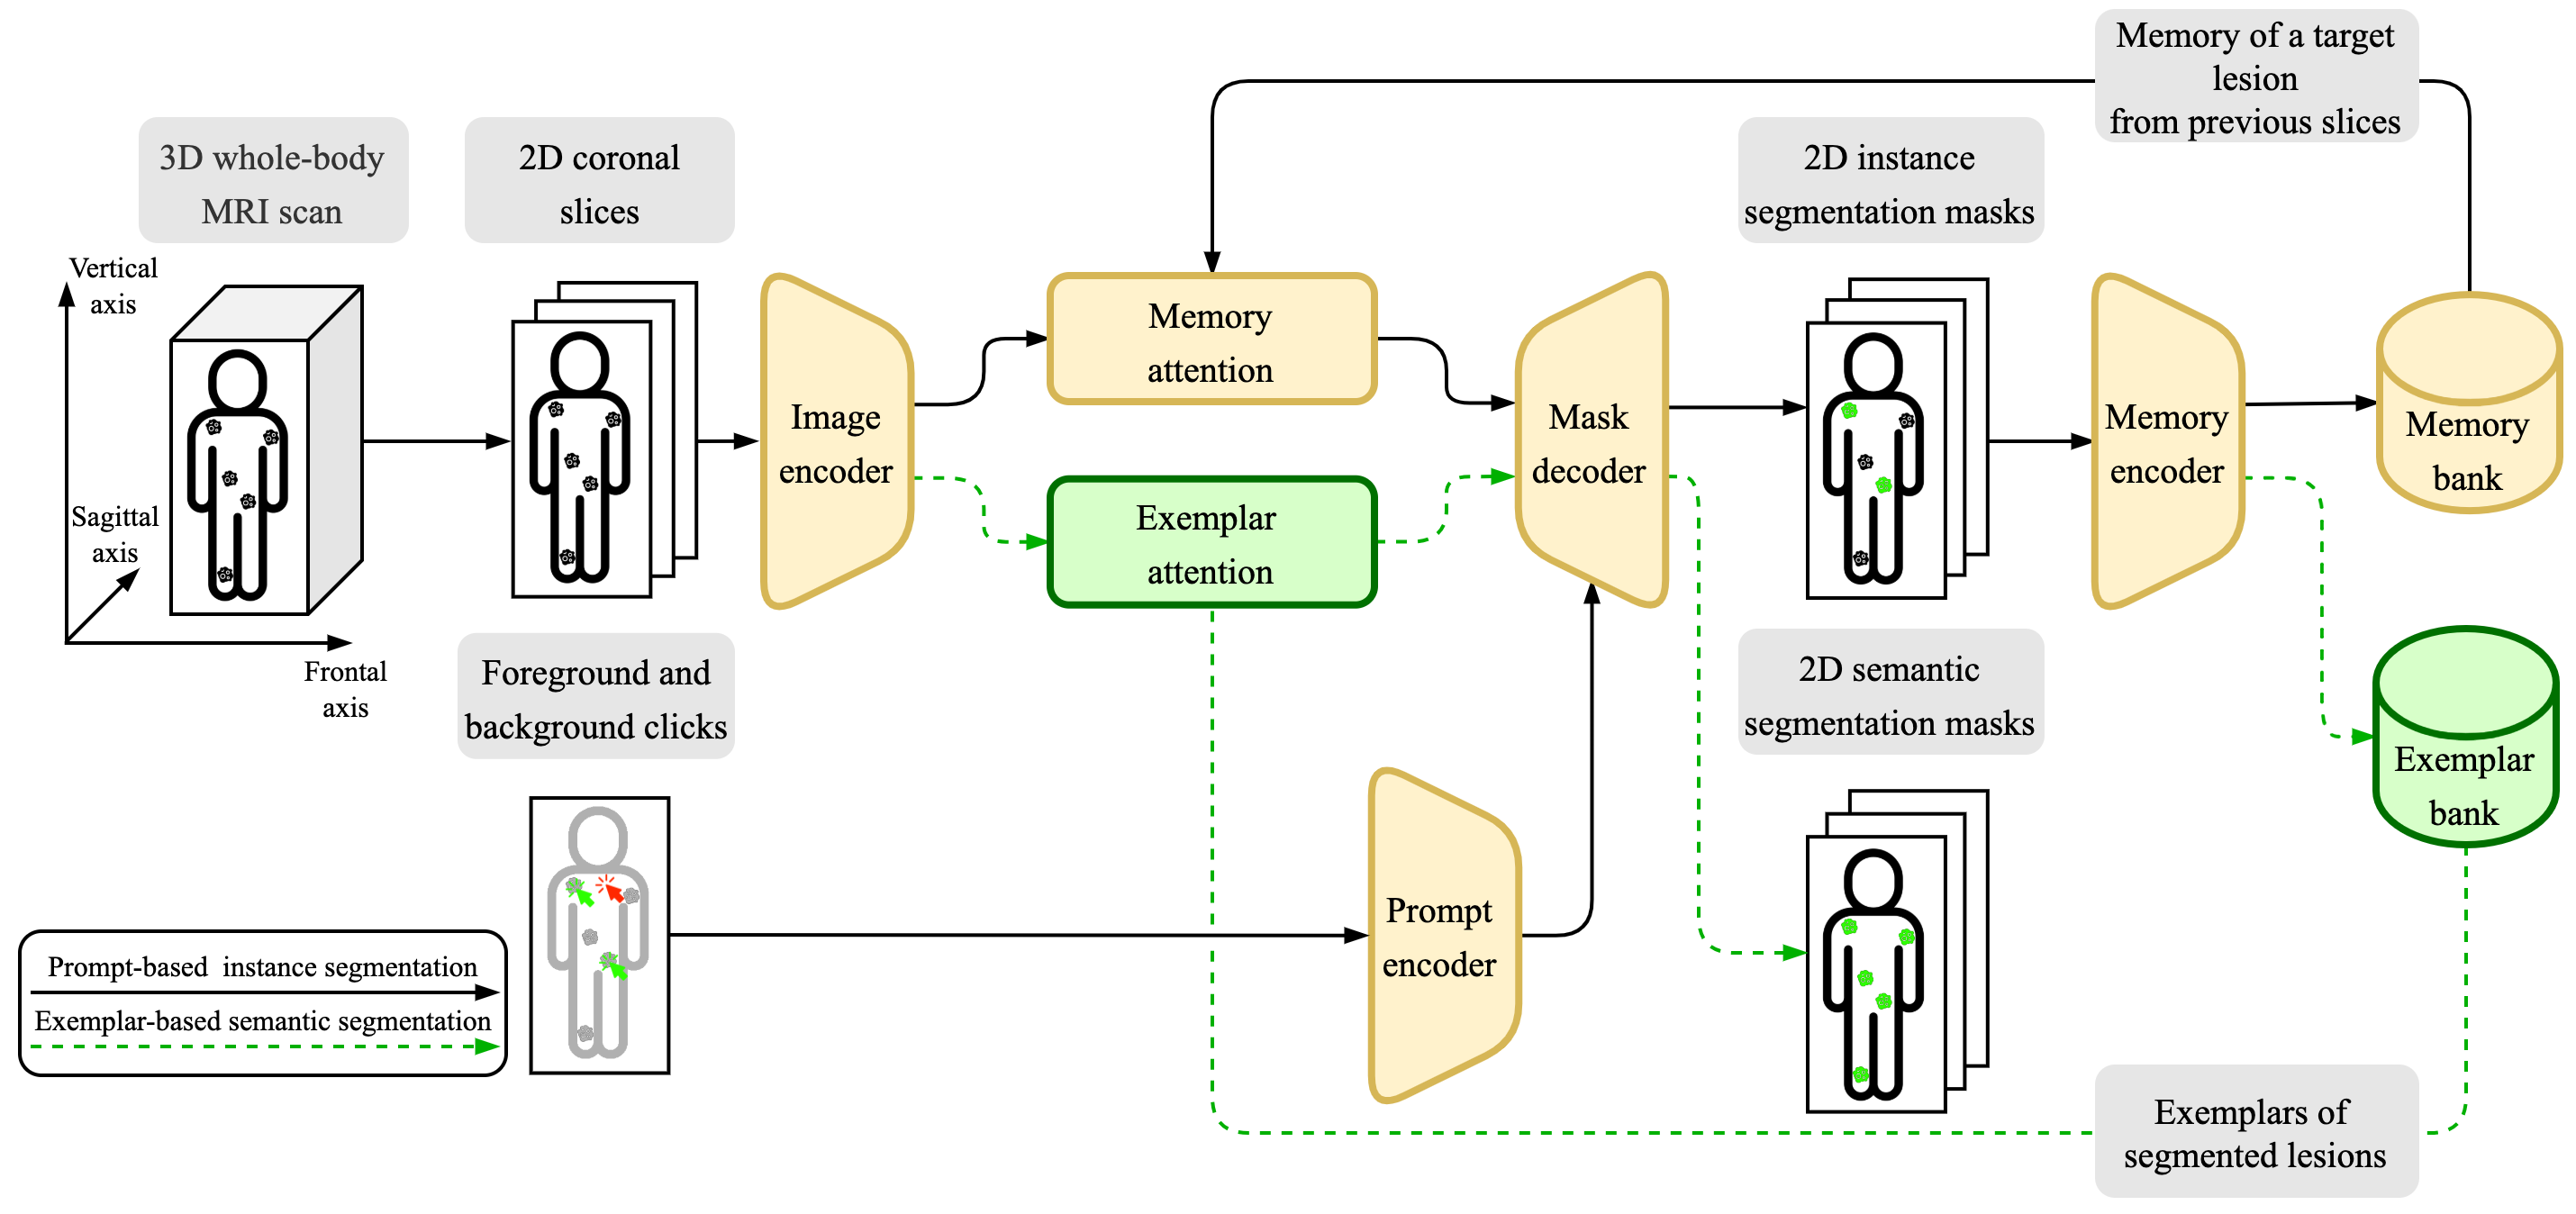 Memory of a target
lesion
from previous slices
3D whole-body
MRI scan
2D coronal
slices
2D instance
segmentation masks
Vertical
axis
Sagittal
axis
Frontal
axis
Image
encoder
Memory
attention
Exemplar
attention
Mask
decoder
Memory
encoder
Memory
bank
Foreground and
background clicks
2D semantic
segmentation masks
Exemplar
bank
Prompt
encoder
Prompt-based instance segmentation
Exemplar-based semantic segmentation
Exemplars of
segmented lesions